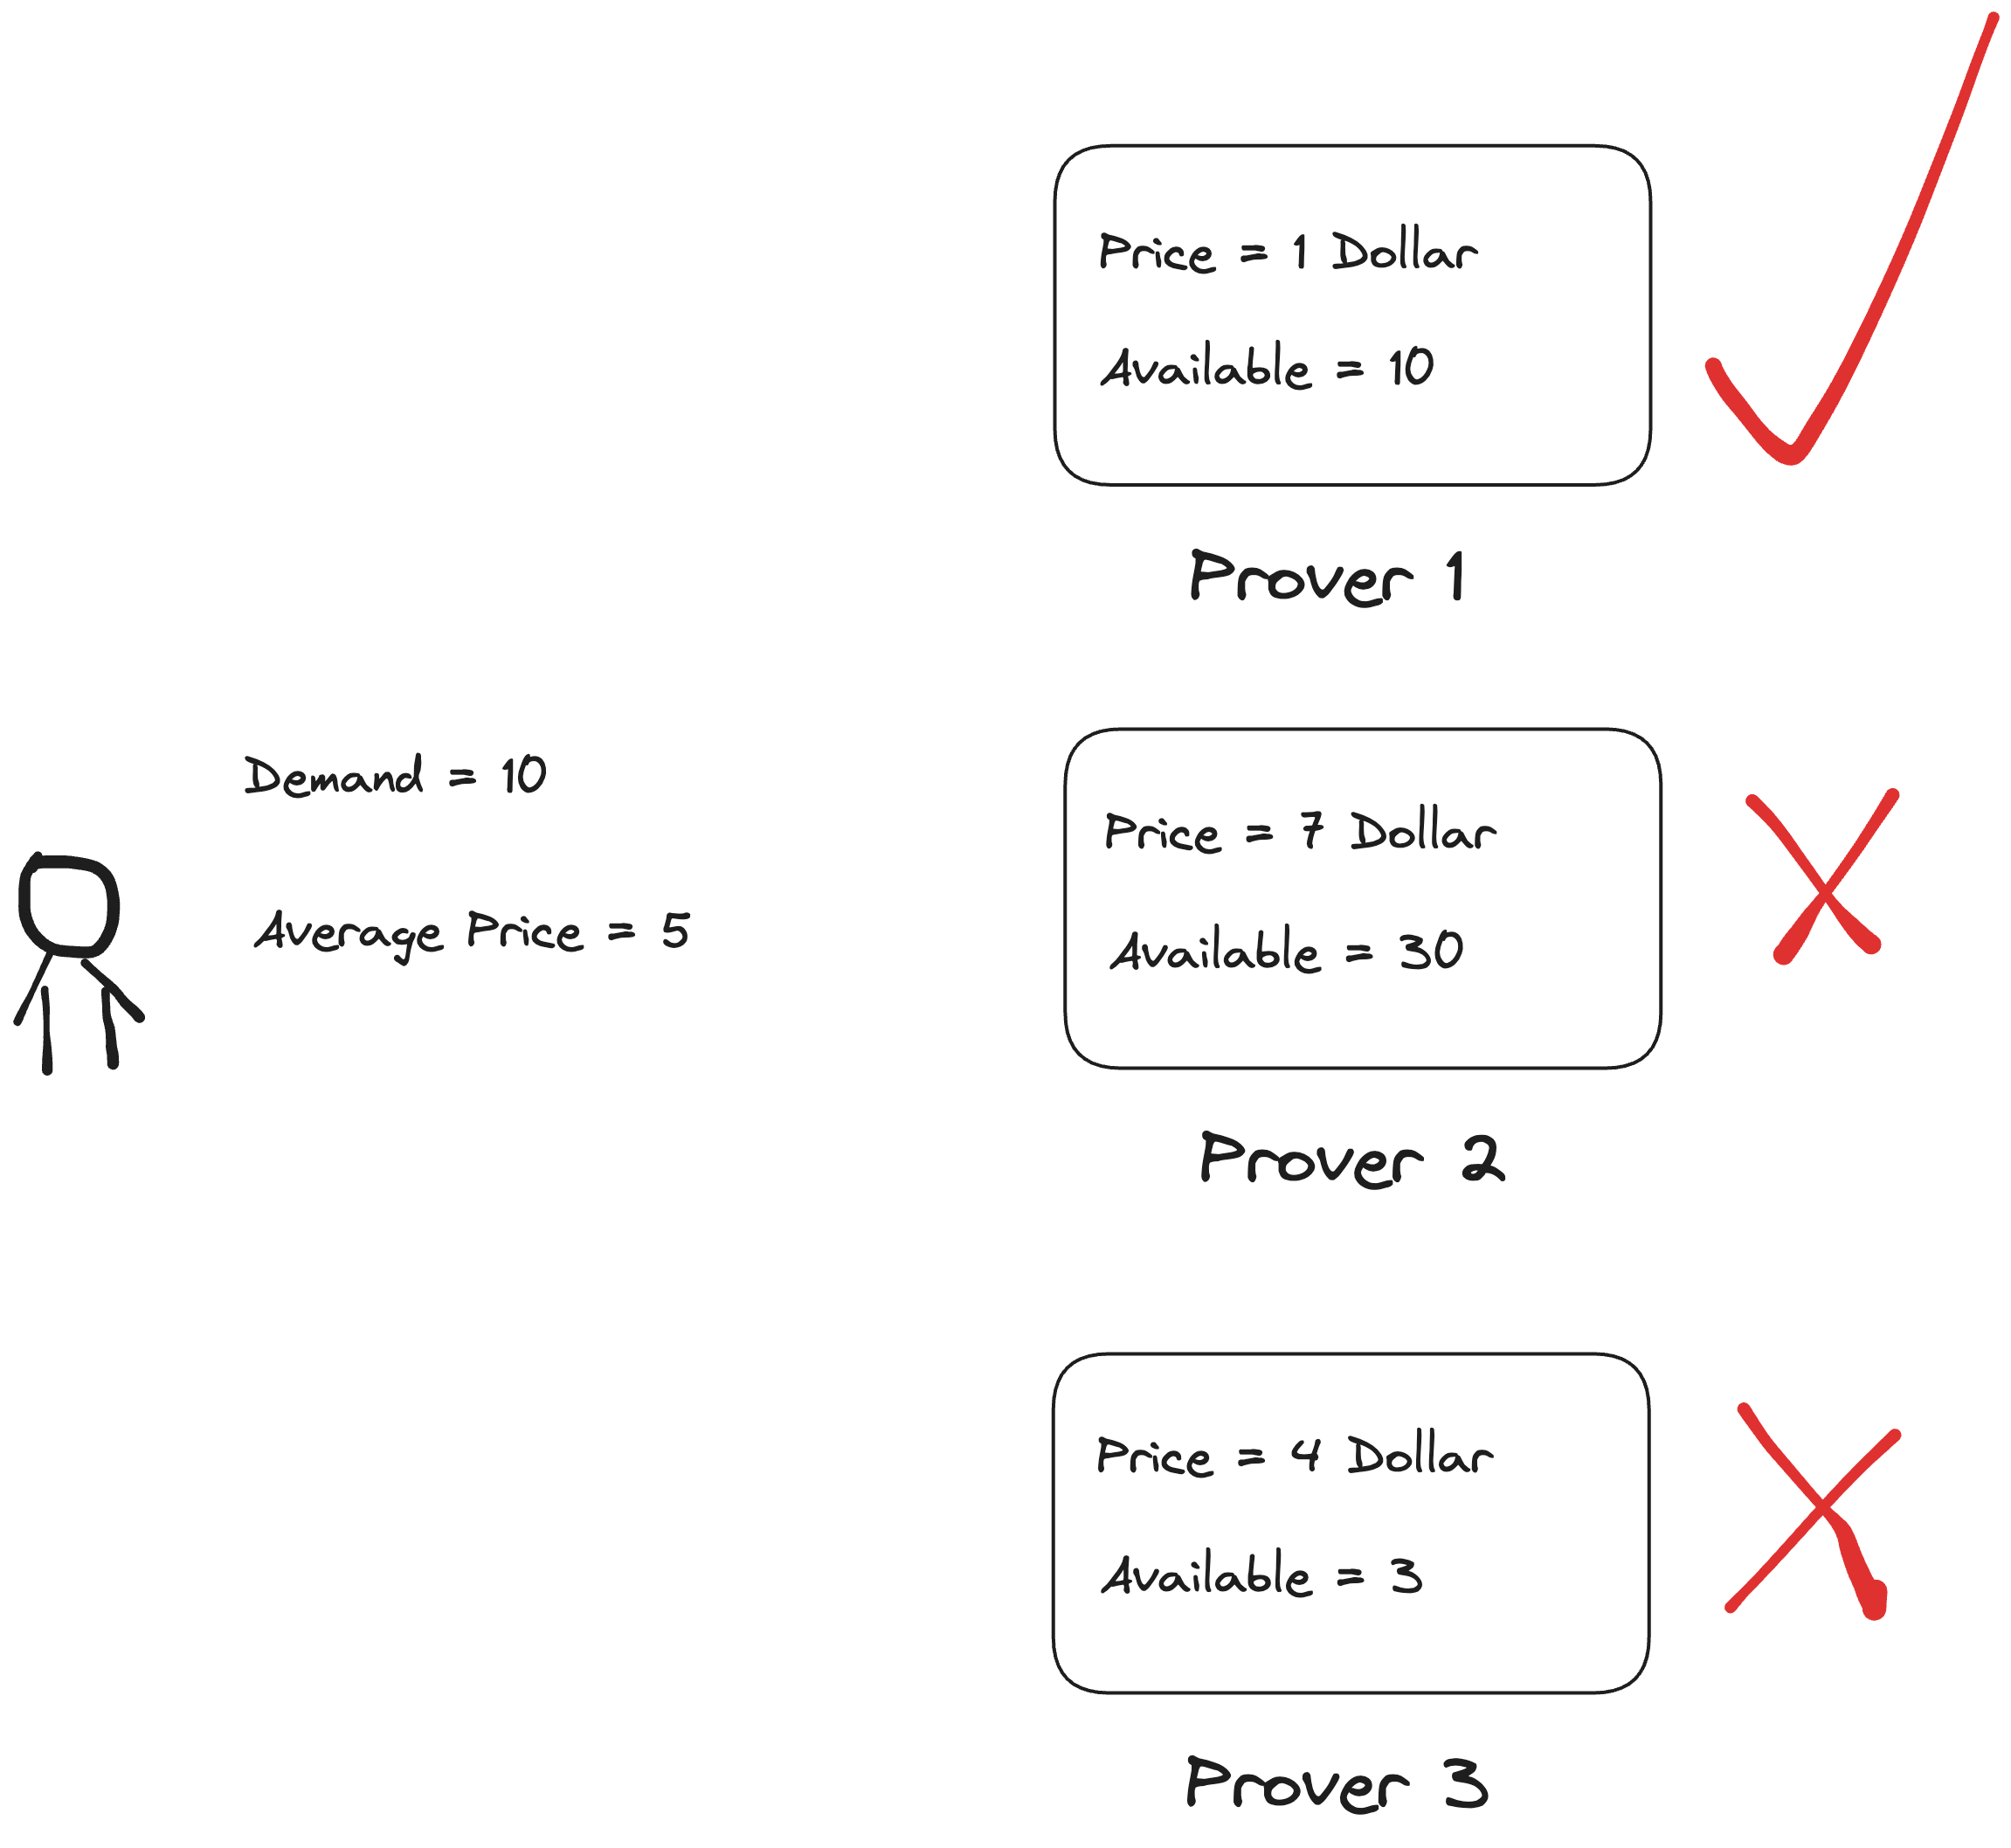 Price = 1 Dollar
Available = 10
Prover 1
Demand = 10
Average Price = 5
Price = 7 Dollar
Available = 30
Prover 2
Price = 4 Dollar
Available = 3
Prover 3